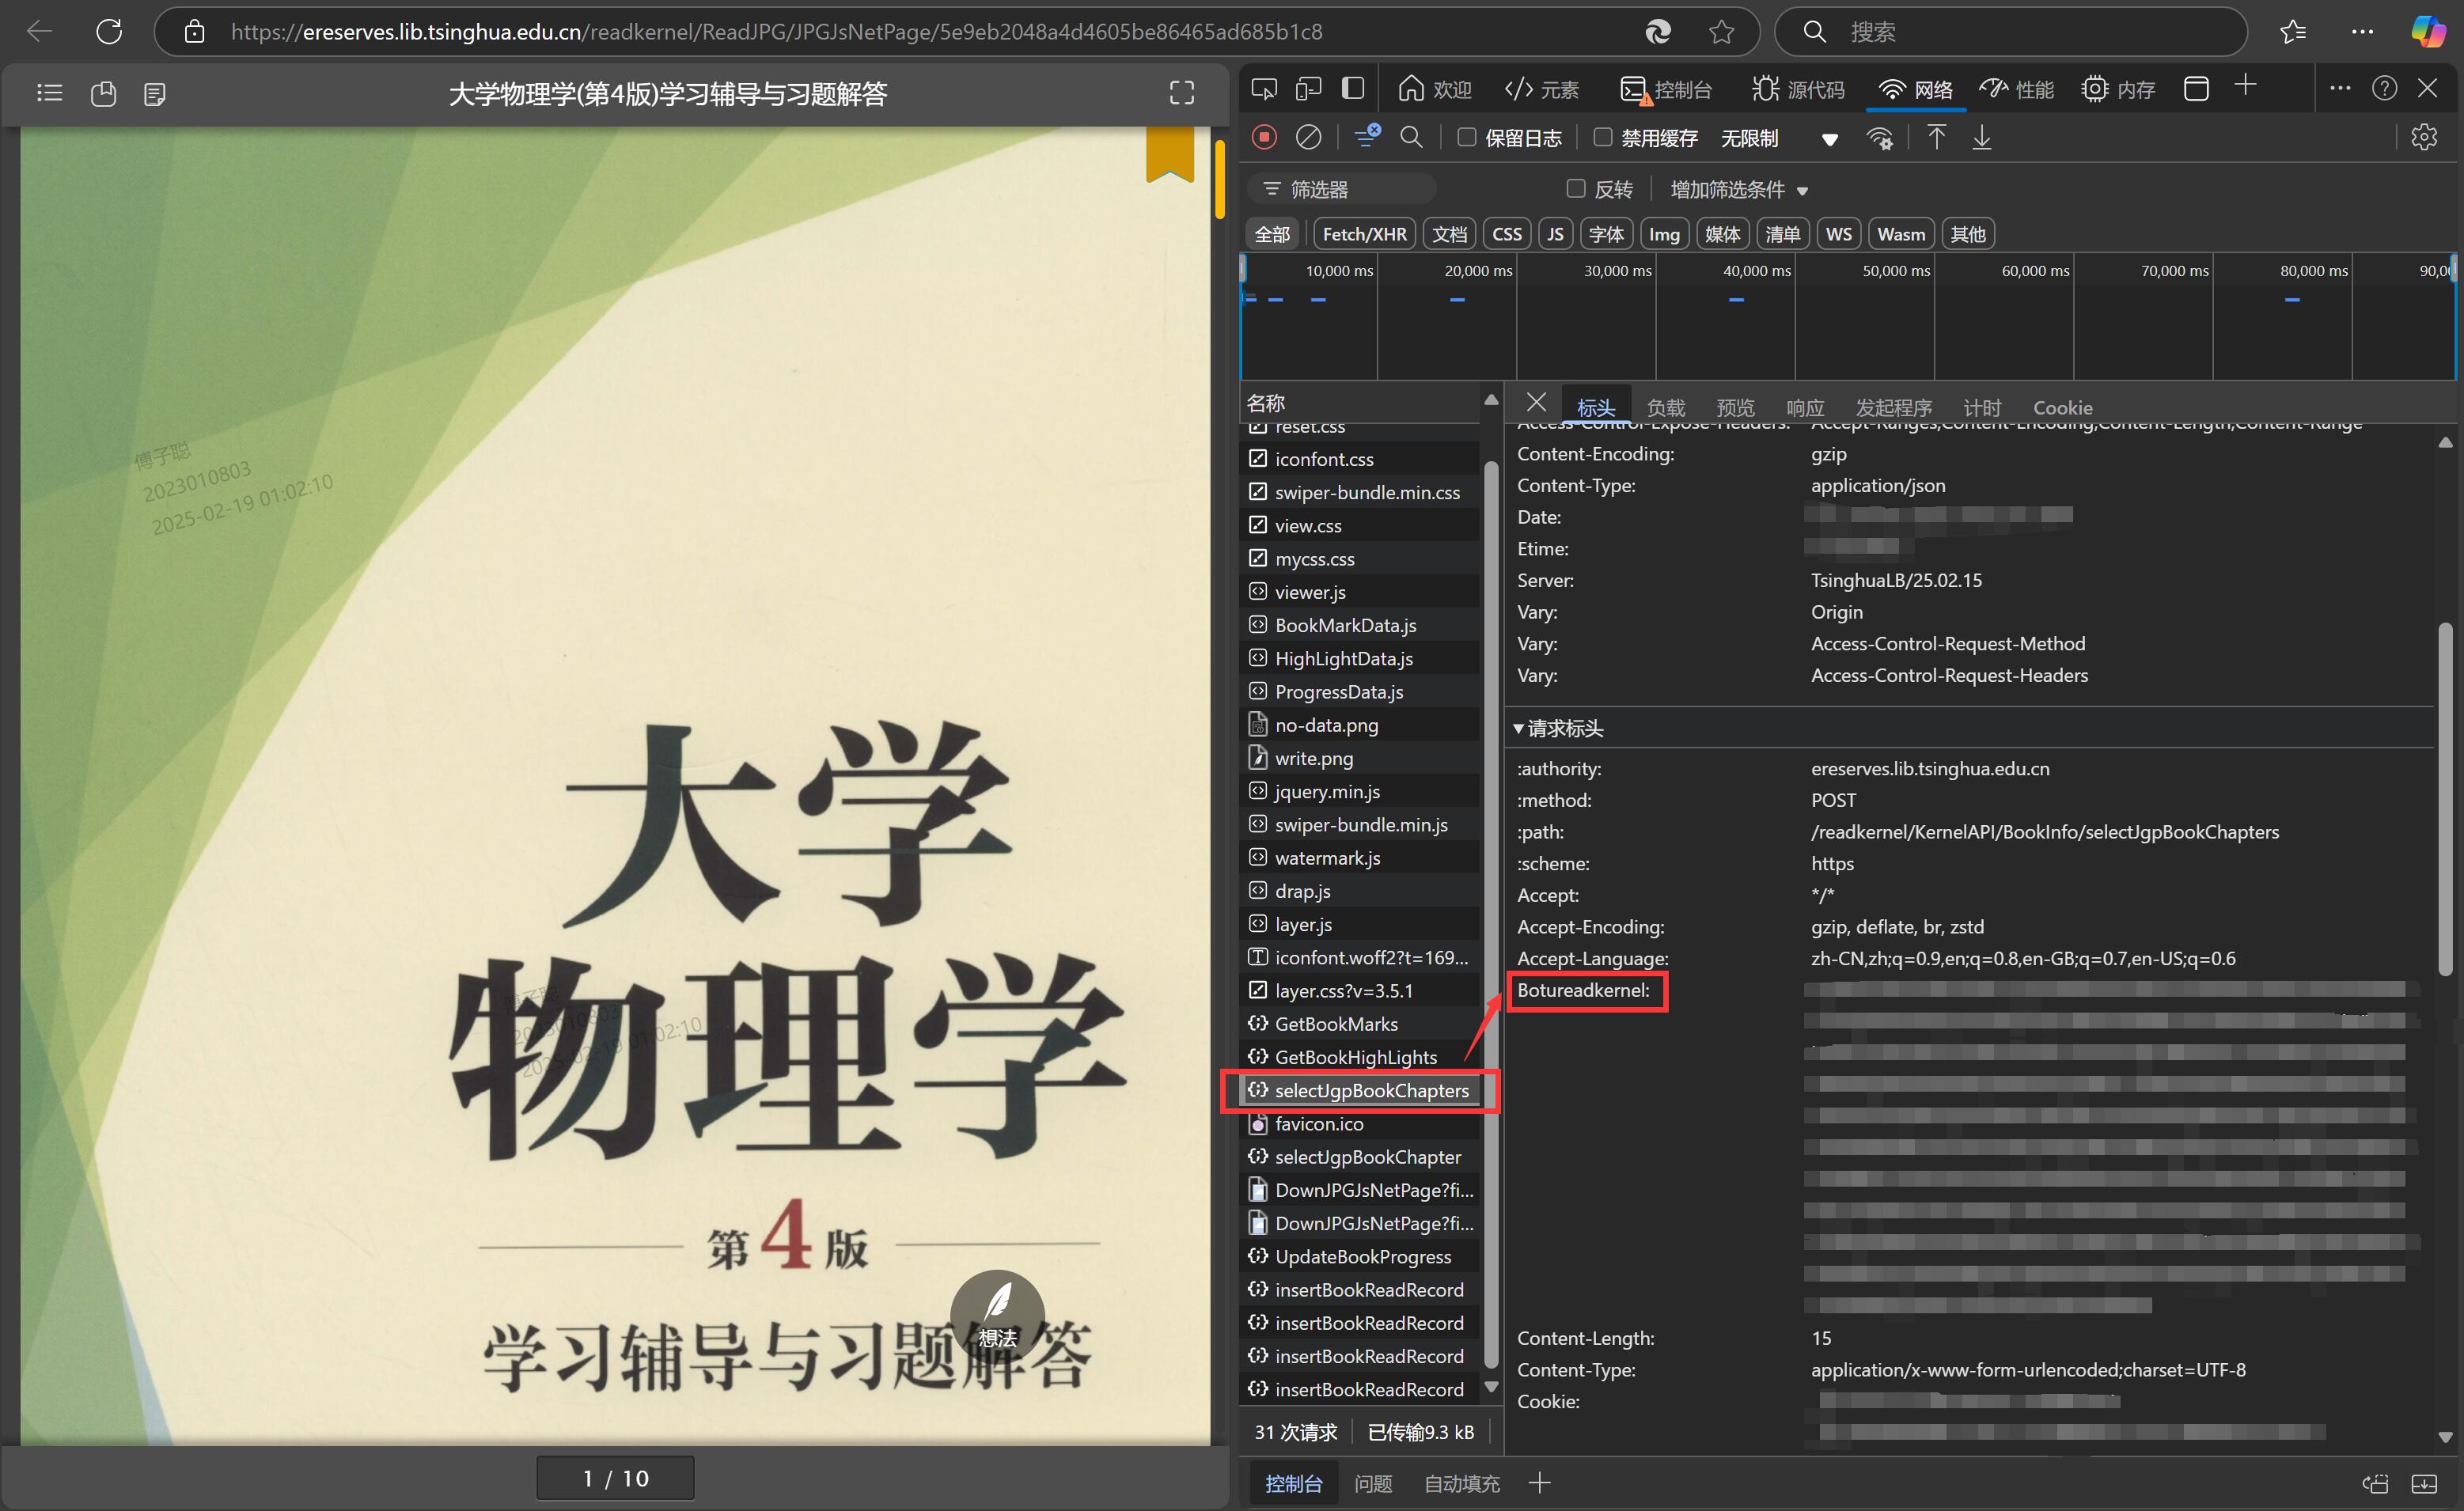 https://ereserves.lib.tsinghua.edu.cn/readkernel/ReadJPG/JPGJsNetPage/5e9eb2048a4d4605be86465ad685b1c8
搜索
大学物理学(第4版)学习辅导与习题解答
傅子聪
2023010803
2025-02-19 01:02:10
大学
物理学
傅子聪
2023010803
2025-02-19 01:02:10
第4版
学习辅导与习题解答
想法
1 / 10
欢迎 元素 控制台 源代码 网络 性能 内存
保留日志 禁用缓存 无限制
筛选器 反转 增加筛选条件
全部 Fetch/XHR 文档 CSS JS 字体 Img 媒体 清单 WS Wasm 其他
10,000 ms 20,000 ms 30,000 ms 40,000 ms 50,000 ms 60,000 ms 70,000 ms 80,000 ms 90,0
名称
reset.css
iconfont.css
swiper-bundle.min.css
view.css
mycss.css
viewer.js
BookMarkData.js
HighLightData.js
ProgressData.js
no-data.png
write.png
jquery.min.js
swiper-bundle.min.js
watermark.js
drap.js
layer.js
iconfont.woff2?t=169...
layer.css?v=3.5.1
GetBookMarks
GetBookHighLights
selectJgpBookChapters
favicon.ico
selectJgpBookChapter
DownJPGJsNetPage?fi...
DownJPGJsNetPage?fi...
UpdateBookProgress
insertBookReadRecord
insertBookReadRecord
insertBookReadRecord
insertBookReadRecord
31 次请求 已传输9.3 kB
标头 负载 预览 响应 发起程序 计时 Cookie
Access-Control-Expose-Headers: Accept-Ranges,Content-Encoding,Content-Length,Content-Range
Content-Encoding: gzip
Content-Type: application/json
Date:
Etime:
Server: TsinghuaLB/25.02.15
Vary: Origin
Vary: Access-Control-Request-Method
Vary: Access-Control-Request-Headers
请求标头
:authority: ereserves.lib.tsinghua.edu.cn
:method: POST
:path: /readkernel/KernelAPI/BookInfo/selectJgpBookChapters
:scheme: https
Accept: */*
Accept-Encoding: gzip, deflate, br, zstd
Accept-Language: zh-CN,zh;q=0.9,en;q=0.8,en-GB;q=0.7,en-US;q=0.6
Botureadkernel:
Content-Length: 15
Content-Type: application/x-www-form-urlencoded;charset=UTF-8
Cookie:
控制台 问题 自动填充